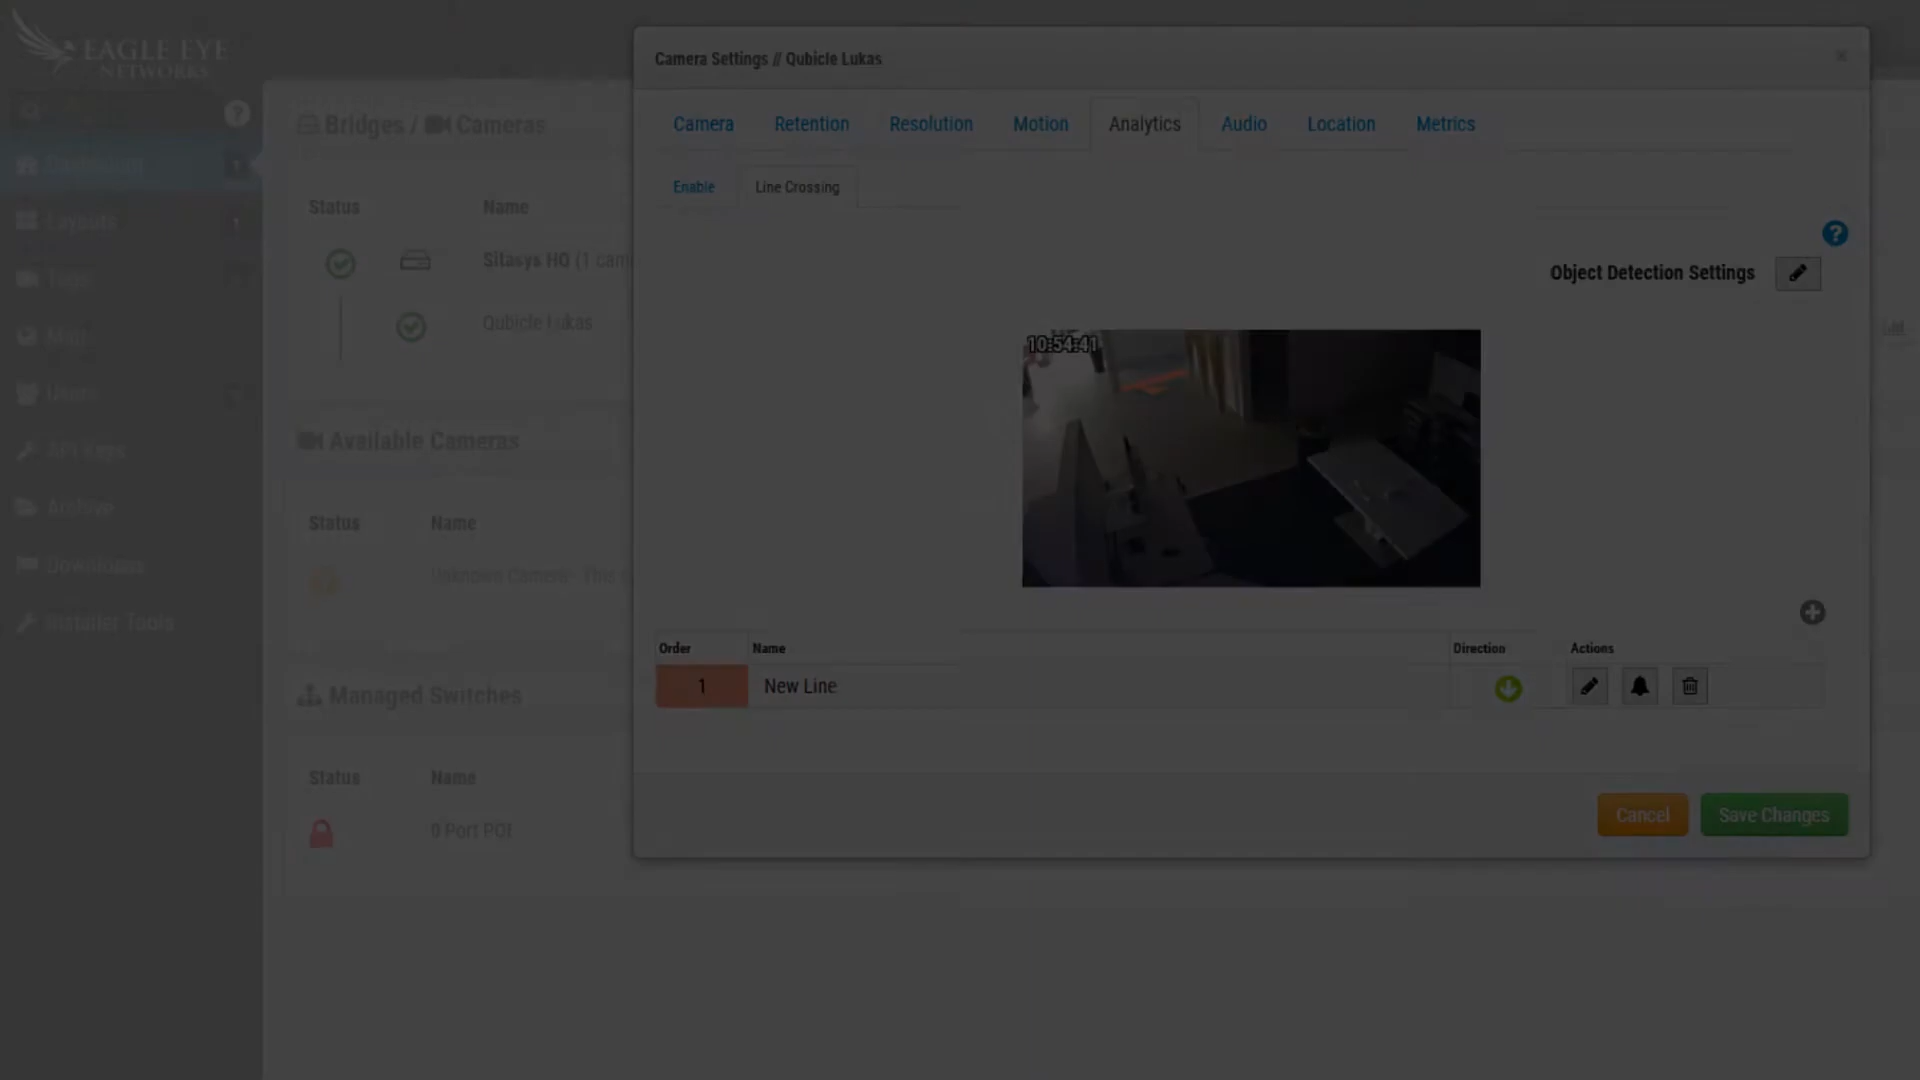 EAGLE EYE
NETWORKS
?
Dashboard
1
Layouts
1
Tags
Map
Users
API Keys
Archive
Downloads
Installer Tools
Bridges / Cameras
Status
Name
Sitasys HQ (1 cam
Qubicle Lukas
Available Cameras
Status
Name
Unknown Camera- This
Managed Switches
Status
Name
0 Port POE
Camera Settings // Qubicle Lukas
×
Camera
Retention
Resolution
Motion
Analytics
Audio
Location
Metrics
Enable
Line Crossing
?
Object Detection Settings
10:54:41
Order
Name
Direction
Actions
1
New Line
Cancel
Save Changes